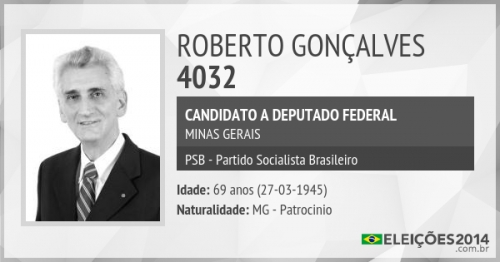 ROBERTO GONÇALVES
4032
CANDIDATO A DEPUTADO FEDERAL
MINAS GERAIS
PSB - Partido Socialista Brasileiro
Idade: 69 anos (27-03-1945)
Naturalidade: MG - Patrocinio
ELEIÇÕES2014
.com.br